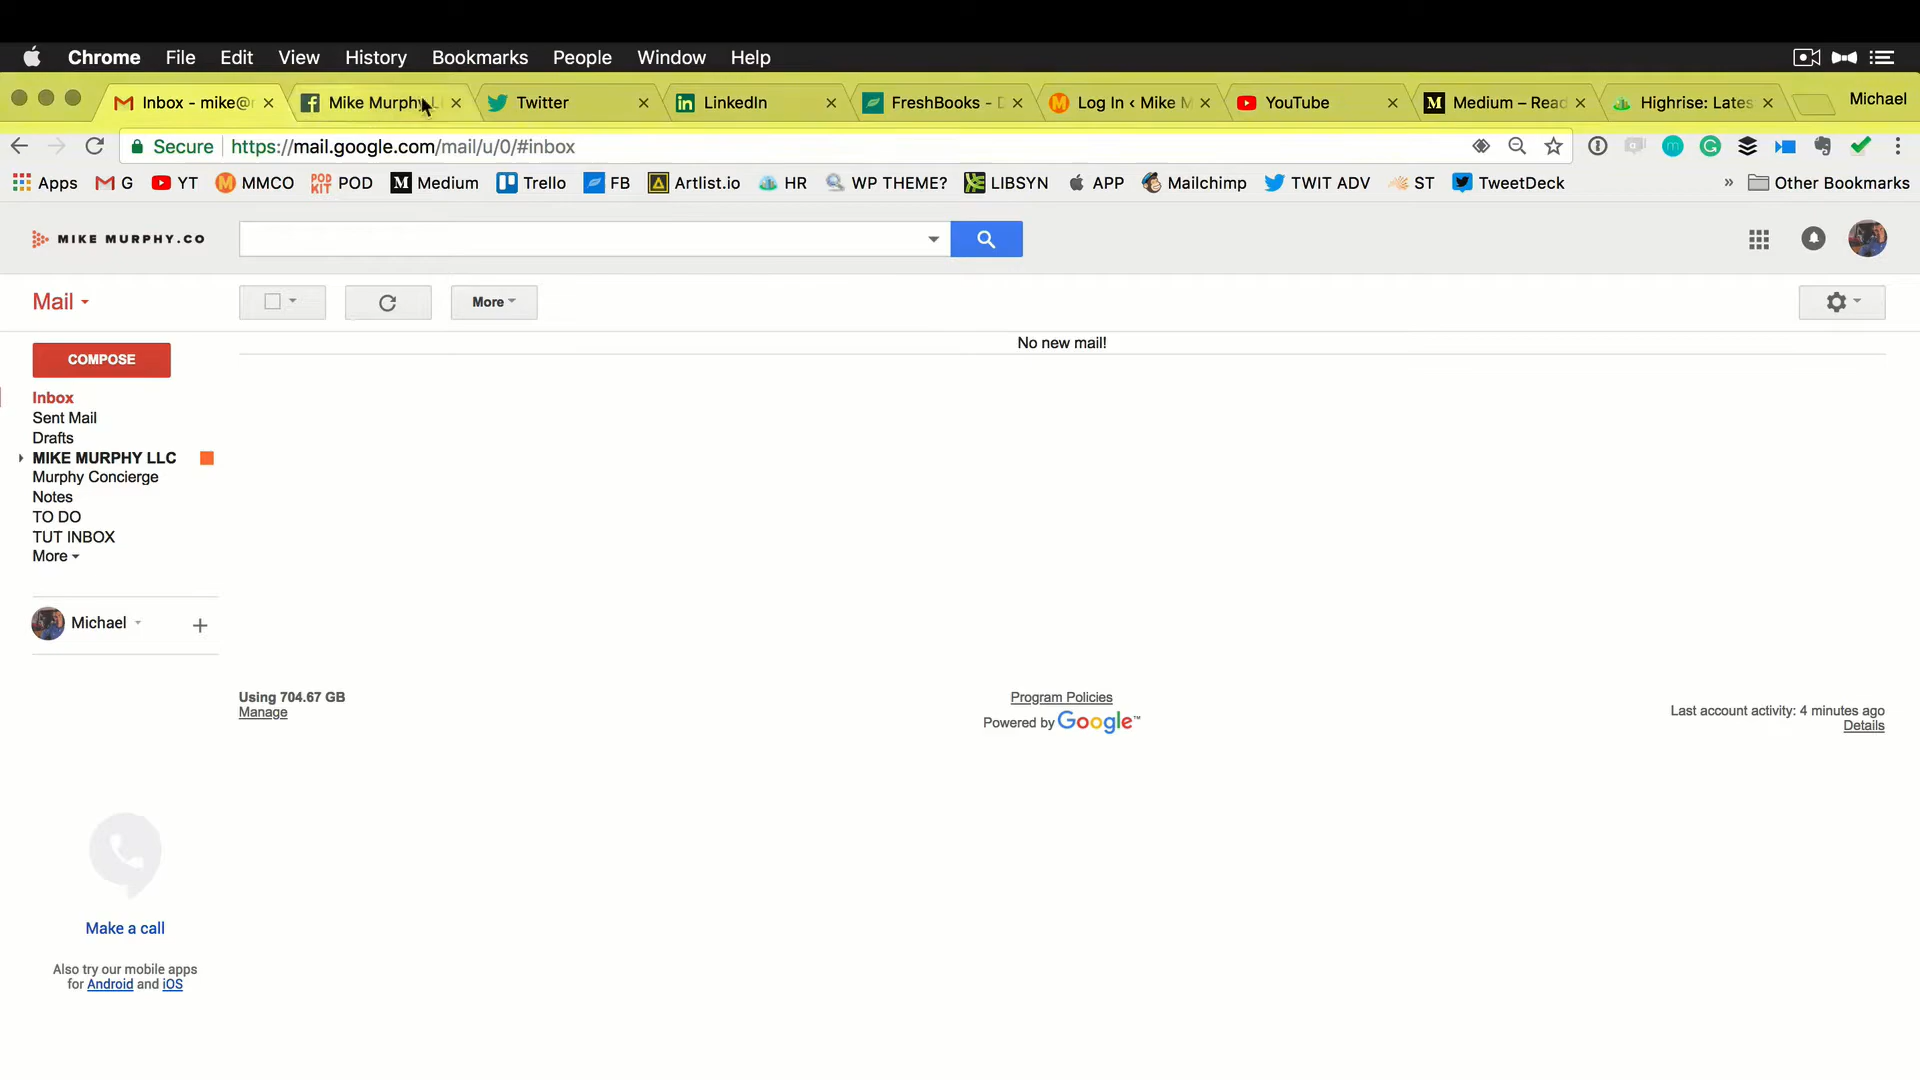 Chrome File Edit View History Bookmarks People Window Help
Inbox - mike@ Mike Murphy L Twitter LinkedIn FreshBooks - D Log In ‹ Mike M YouTube Medium – Read Highrise: Lates Michael
Secure https://mail.google.com/mail/u/0/#inbox
Apps G YT MMCO POD KIT POD Medium Trello FB Artlist.io HR WP THEME? LIBSYN APP Mailchimp TWIT ADV ST TweetDeck » Other Bookmarks
MIKE MURPHY.CO
Mail More
No new mail!
COMPOSE
Inbox
Sent Mail
Drafts
MIKE MURPHY LLC
Murphy Concierge
Notes
TO DO
TUT INBOX
More
Michael
Using 704.67 GB
Manage
Program Policies
Powered by Google™
Last account activity: 4 minutes ago
Details
Make a call
Also try our mobile apps
for Android and iOS